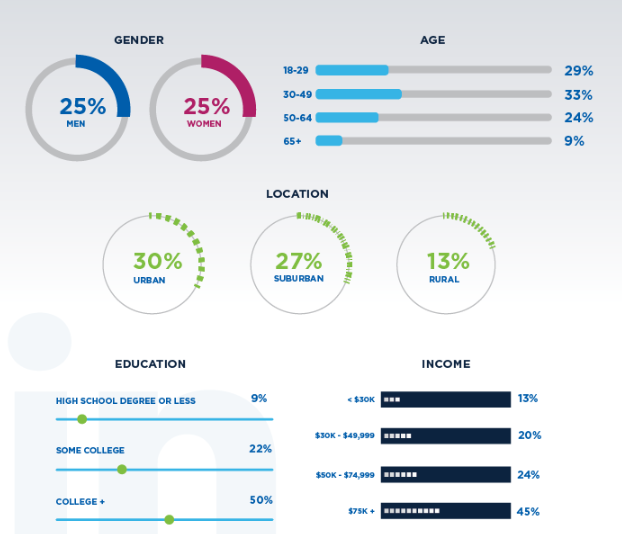 GENDER
25%
MEN
25%
WOMEN
AGE
18-29 29%
30-49 33%
50-64 24%
65+ 9%
LOCATION
30%
URBAN
27%
SUBURBAN
13%
RURAL
in
EDUCATION
HIGH SCHOOL DEGREE OR LESS 9%
SOME COLLEGE 22%
COLLEGE + 50%
INCOME
< $30K 13%
$30K - $49,999 20%
$50K - $74,999 24%
$75K + 45%